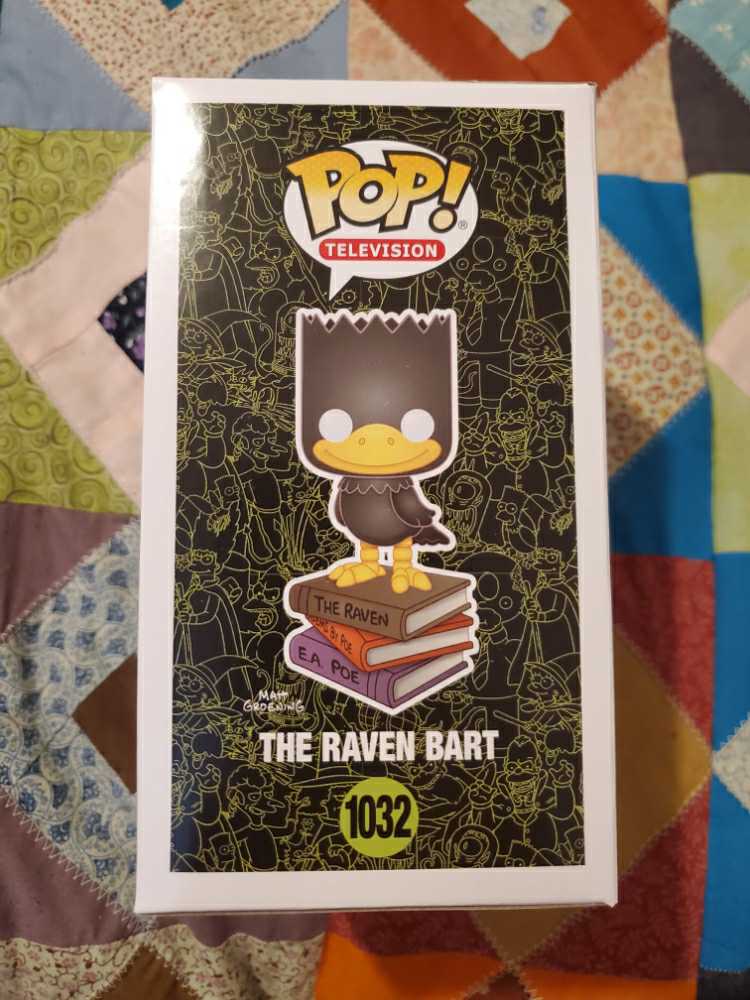 POP!
®
TELEVISION
THE RAVEN
BY POE
E.A. POE
MATT
GROENING
THE RAVEN BART
1032